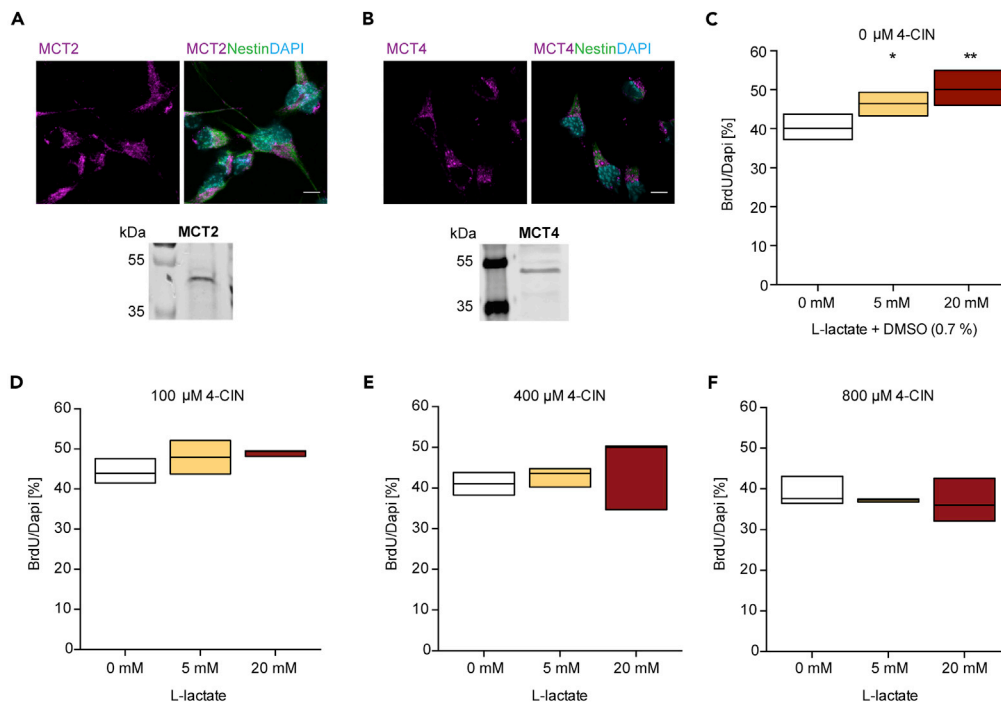 A
MCT2
MCT2NestinDAPI
kDa
MCT2
55
35
B
MCT4
MCT4NestinDAPI
kDa
MCT4
55
35
C
0 µM 4-CIN
*
**
BrdU/Dapi [%]
60
50
40
30
20
10
0
0 mM
5 mM
20 mM
L-lactate + DMSO (0.7 %)
D
100 µM 4-CIN
BrdU/Dapi [%]
60
50
40
30
20
10
0
0 mM
5 mM
20 mM
L-lactate
E
400 µM 4-CIN
BrdU/Dapi [%]
60
50
40
30
20
10
0
0 mM
5 mM
20 mM
L-lactate
F
800 µM 4-CIN
BrdU/Dapi [%]
60
50
40
30
20
10
0
0 mM
5 mM
20 mM
L-lactate